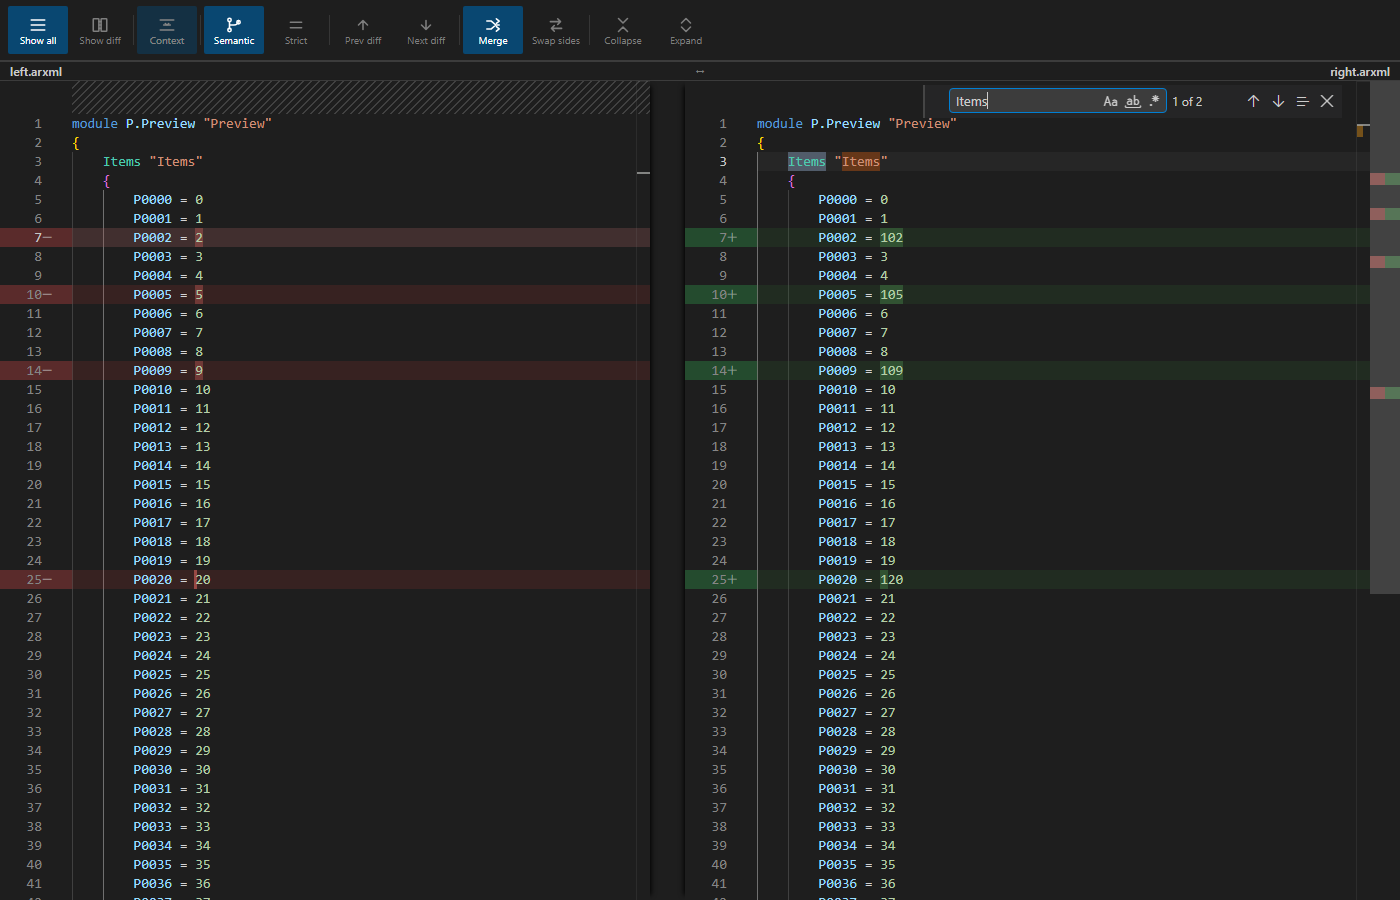 Show all Show diff Context Semantic Strict Prev diff Next diff Merge Swap sides Collapse Expand
left.arxml ↔ right.arxml
Items Aa ab .* 1 of 2
1 module P.Preview "Preview"
2 {
3 Items "Items"
4 {
5 P0000 = 0
6 P0001 = 1
7− P0002 = 2
8 P0003 = 3
9 P0004 = 4
10− P0005 = 5
11 P0006 = 6
12 P0007 = 7
13 P0008 = 8
14− P0009 = 9
15 P0010 = 10
16 P0011 = 11
17 P0012 = 12
18 P0013 = 13
19 P0014 = 14
20 P0015 = 15
21 P0016 = 16
22 P0017 = 17
23 P0018 = 18
24 P0019 = 19
25− P0020 = 20
26 P0021 = 21
27 P0022 = 22
28 P0023 = 23
29 P0024 = 24
30 P0025 = 25
31 P0026 = 26
32 P0027 = 27
33 P0028 = 28
34 P0029 = 29
35 P0030 = 30
36 P0031 = 31
37 P0032 = 32
38 P0033 = 33
39 P0034 = 34
40 P0035 = 35
41 P0036 = 36
1 module P.Preview "Preview"
2 {
3 Items "Items"
4 {
5 P0000 = 0
6 P0001 = 1
7+ P0002 = 102
8 P0003 = 3
9 P0004 = 4
10+ P0005 = 105
11 P0006 = 6
12 P0007 = 7
13 P0008 = 8
14+ P0009 = 109
15 P0010 = 10
16 P0011 = 11
17 P0012 = 12
18 P0013 = 13
19 P0014 = 14
20 P0015 = 15
21 P0016 = 16
22 P0017 = 17
23 P0018 = 18
24 P0019 = 19
25+ P0020 = 120
26 P0021 = 21
27 P0022 = 22
28 P0023 = 23
29 P0024 = 24
30 P0025 = 25
31 P0026 = 26
32 P0027 = 27
33 P0028 = 28
34 P0029 = 29
35 P0030 = 30
36 P0031 = 31
37 P0032 = 32
38 P0033 = 33
39 P0034 = 34
40 P0035 = 35
41 P0036 = 36